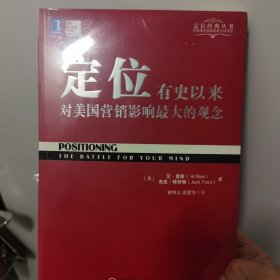 定位经典丛书
定位
有史以来
对美国营销影响最大的观念
POSITIONING
THE BATTLE FOR YOUR MIND
[美] 艾·里斯 (Al Ries) 著
杰克·特劳特 (Jack Trout)